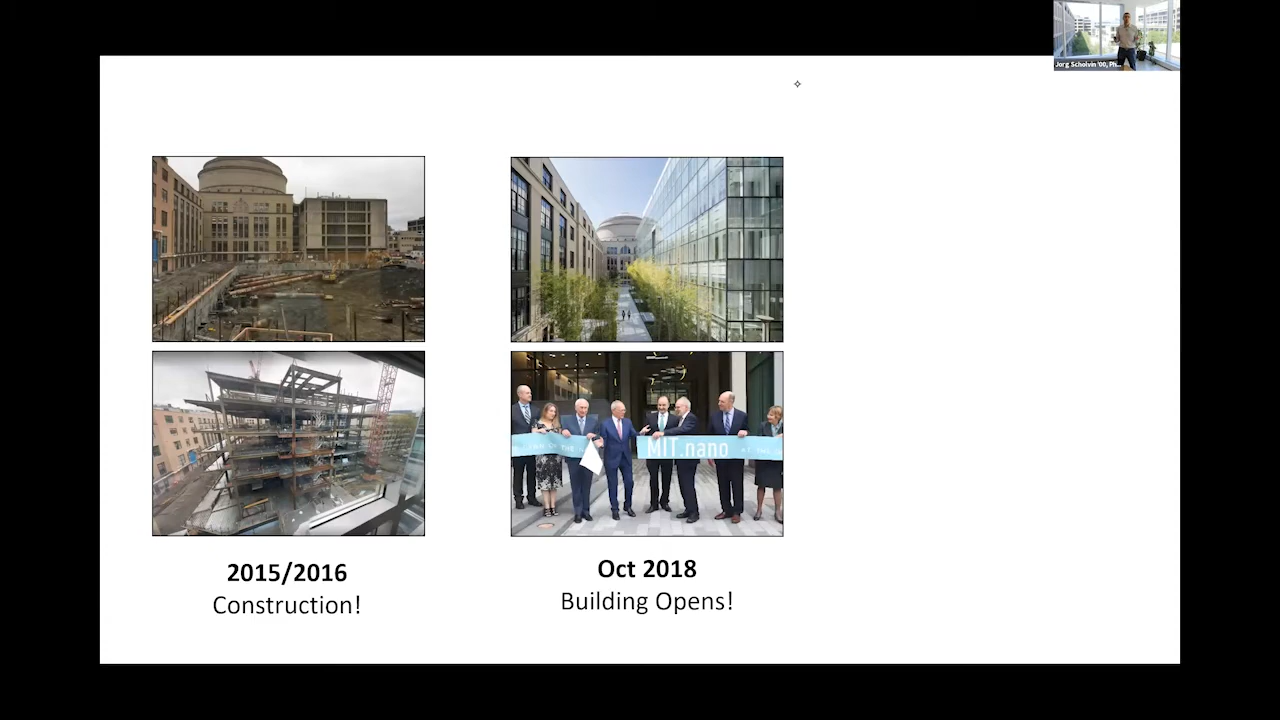 Jorg Scholvin '00, Ph...
MIT.nano
2015/2016
Construction!
Oct 2018
Building Opens!